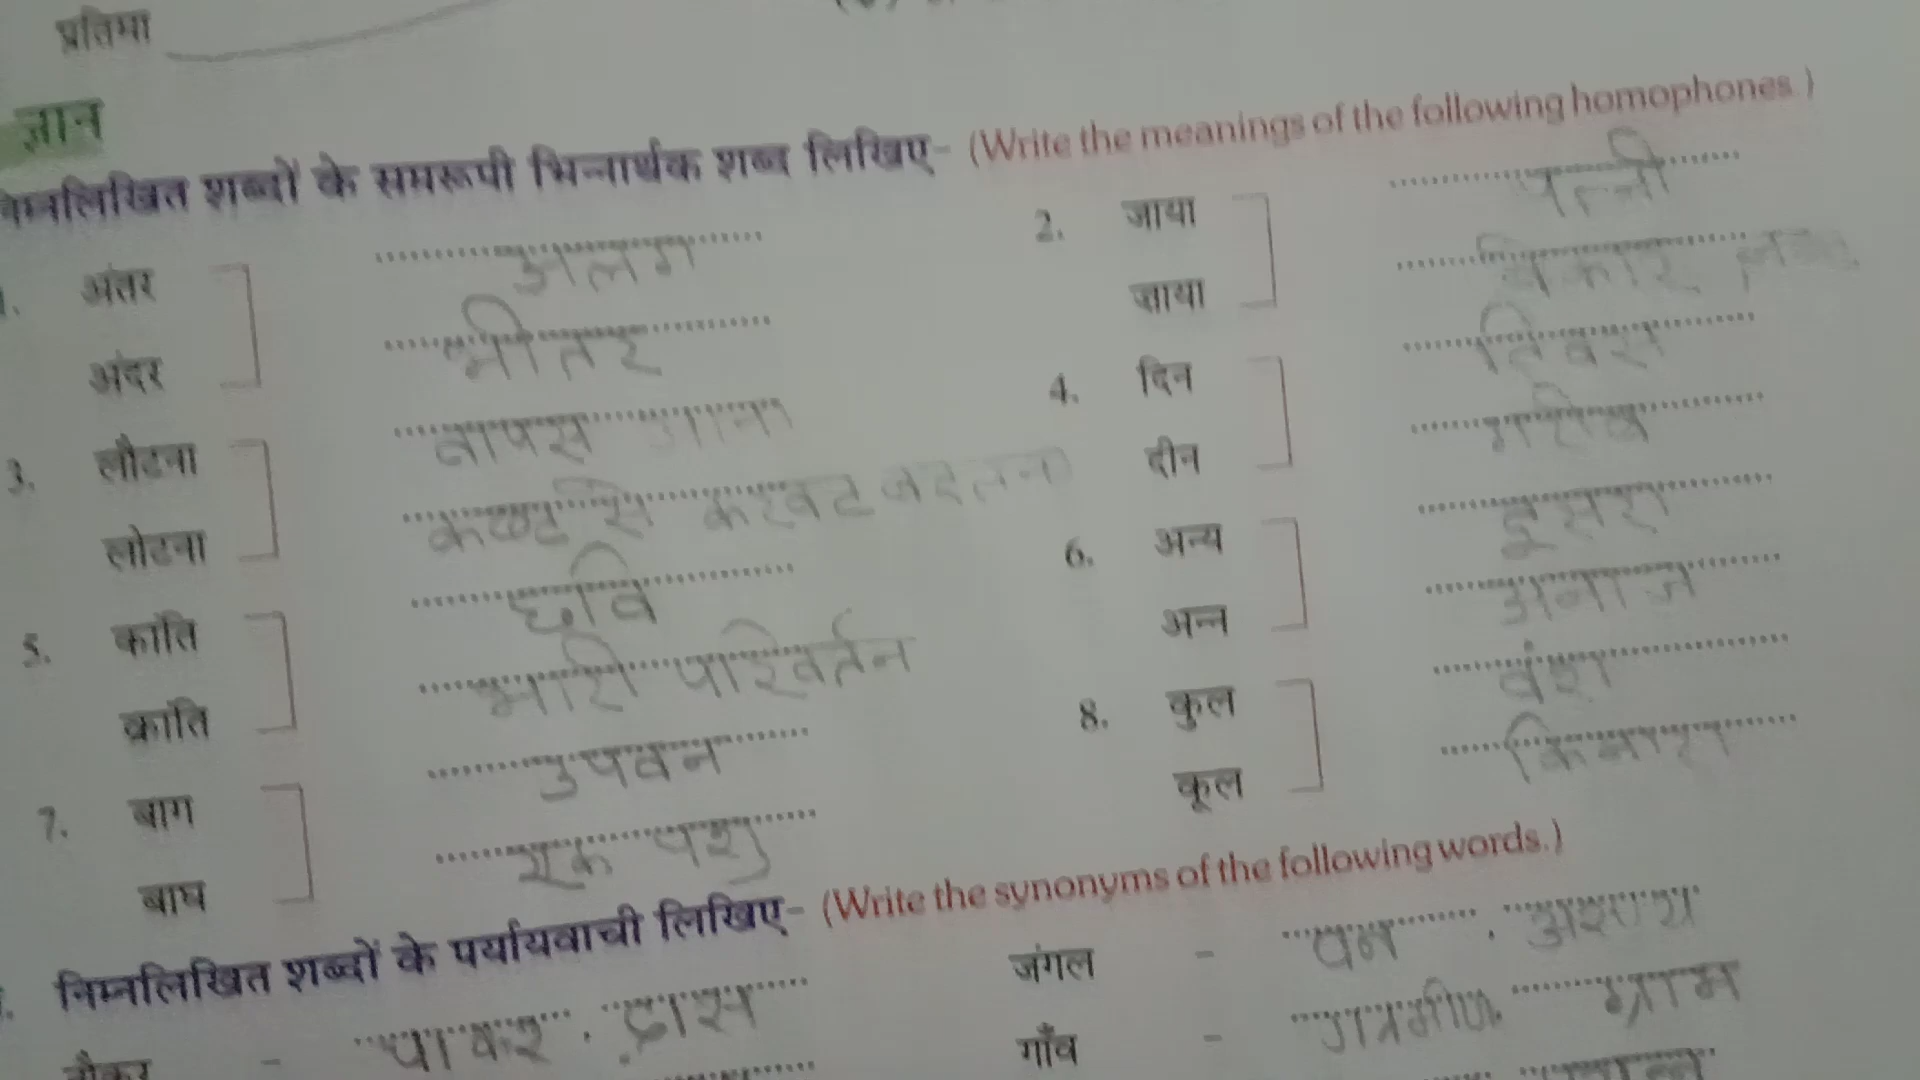 प्रतिमा
ज्ञान
निम्नलिखित शब्दों के समरूपी भिन्नार्थक शब्द लिखिए- (Write the meanings of the following homophones.)
1. अंतर अलग
अंदर भीतर
2. जाया पत्नी
ज़ाया बेकार
3. लौटना वापस आना
लोटना कष्ट से करवट बदलना
4. दिन दिवस
दीन गरीब
5. कांति छवि
क्रांति भारी परिवर्तन
6. अन्य दूसरा
अन्न अनाज
7. बाग उपवन
बाघ एक पशु
8. कुल वंश
कूल किनारा
निम्नलिखित शब्दों के पर्यायवाची लिखिए- (Write the synonyms of the following words.)
नौकर - चाकर , दास
जंगल - वन , अरण्य
गाँव - ग्राम